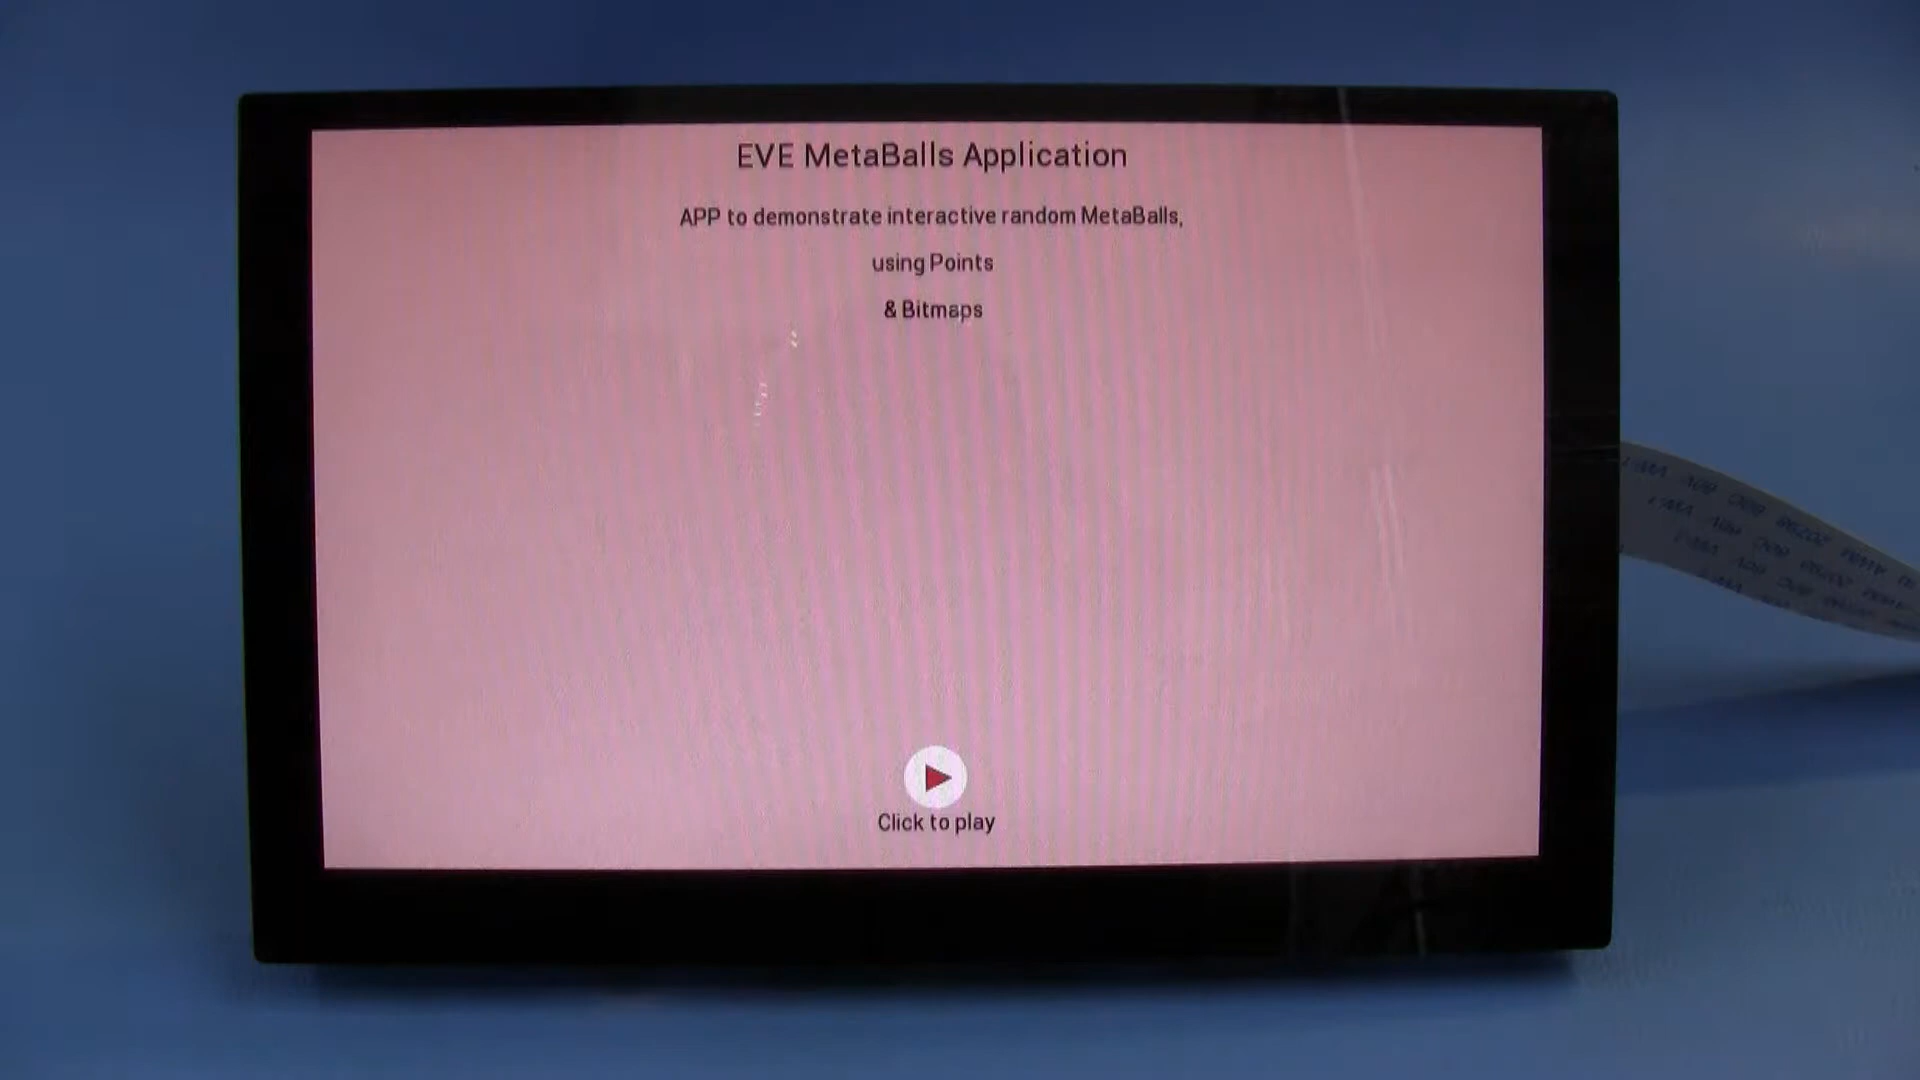 EVE MetaBalls Application
APP to demonstrate interactive random MetaBalls,
using Points
& Bitmaps
Click to play